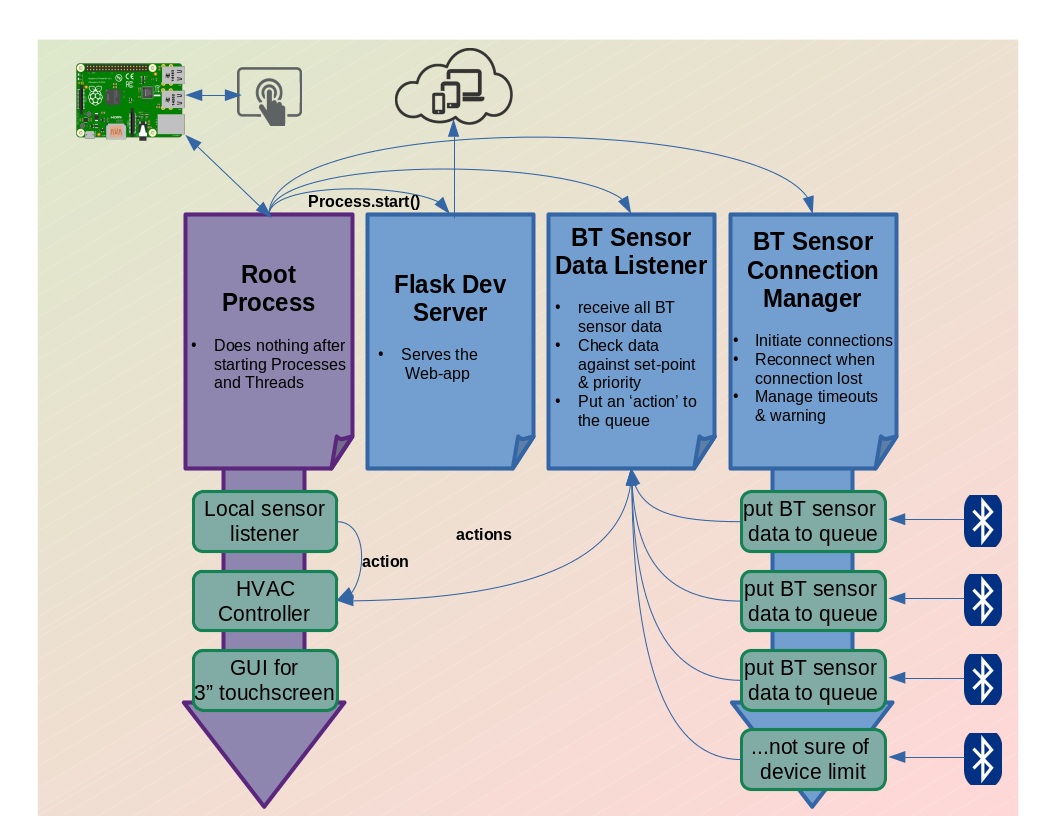 Process.start()
Root
Process
• Does nothing after
starting Processes
and Threads
Flask Dev
Server
• Serves the
Web-app
BT Sensor
Data Listener
• receive all BT
sensor data
• Check data
against set-point
& priority
• Put an ‘action’ to
the queue
BT Sensor
Connection
Manager
• Initiate connections
• Reconnect when
connection lost
• Manage timeouts
& warning
Local sensor
listener
action
actions
HVAC
Controller
GUI for
3” touchscreen
put BT sensor
data to queue
put BT sensor
data to queue
put BT sensor
data to queue
...not sure of
device limit